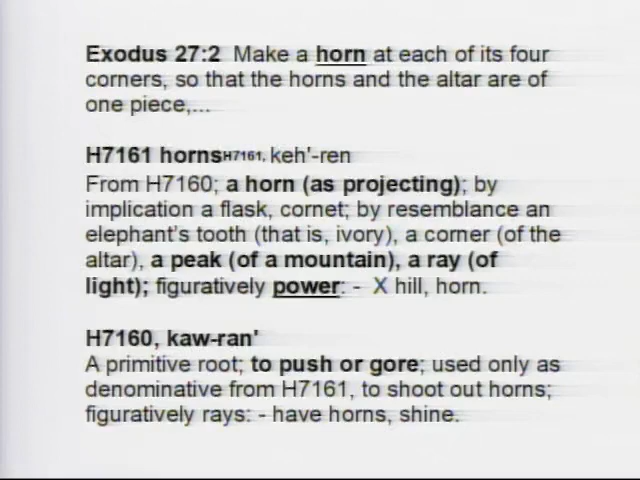 Exodus 27:2 Make a horn at each of its four
corners, so that the horns and the altar are of
one piece,...
H7161 hornsH7161, keh'-ren
From H7160; a horn (as projecting); by
implication a flask, cornet; by resemblance an
elephant's tooth (that is, ivory), a corner (of the
altar), a peak (of a mountain), a ray (of
light); figuratively power: - X hill, horn.
H7160, kaw-ran'
A primitive root; to push or gore; used only as
denominative from H7161, to shoot out horns;
figuratively rays: - have horns, shine.